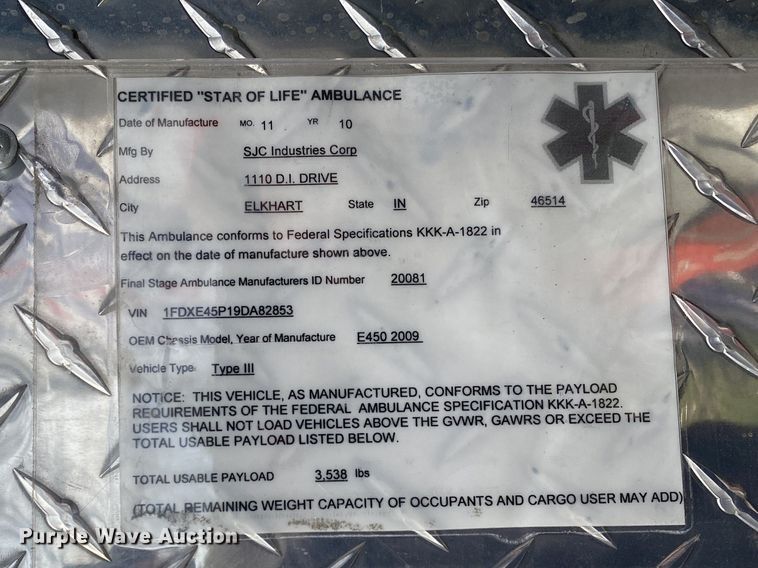 CERTIFIED "STAR OF LIFE" AMBULANCE
Date of Manufacture MO. 11 YR 10
Mfg By SJC Industries Corp
Address 1110 D.I. DRIVE
City ELKHART State IN Zip 46514
This Ambulance conforms to Federal Specifications KKK-A-1822 in
effect on the date of manufacture shown above.
Final Stage Ambulance Manufacturers ID Number 20081
VIN 1FDXE45P19DA82853
OEM Chassis Model, Year of Manufacture E450 2009
Vehicle Type Type III
NOTICE: THIS VEHICLE, AS MANUFACTURED, CONFORMS TO THE PAYLOAD
REQUIREMENTS OF THE FEDERAL AMBULANCE SPECIFICATION KKK-A-1822.
USERS SHALL NOT LOAD VEHICLES ABOVE THE GVWR, GAWRS OR EXCEED THE
TOTAL USABLE PAYLOAD LISTED BELOW.
TOTAL USABLE PAYLOAD 3,538 lbs
(TOTAL REMAINING WEIGHT CAPACITY OF OCCUPANTS AND CARGO USER MAY ADD)
Purple Wave Auction